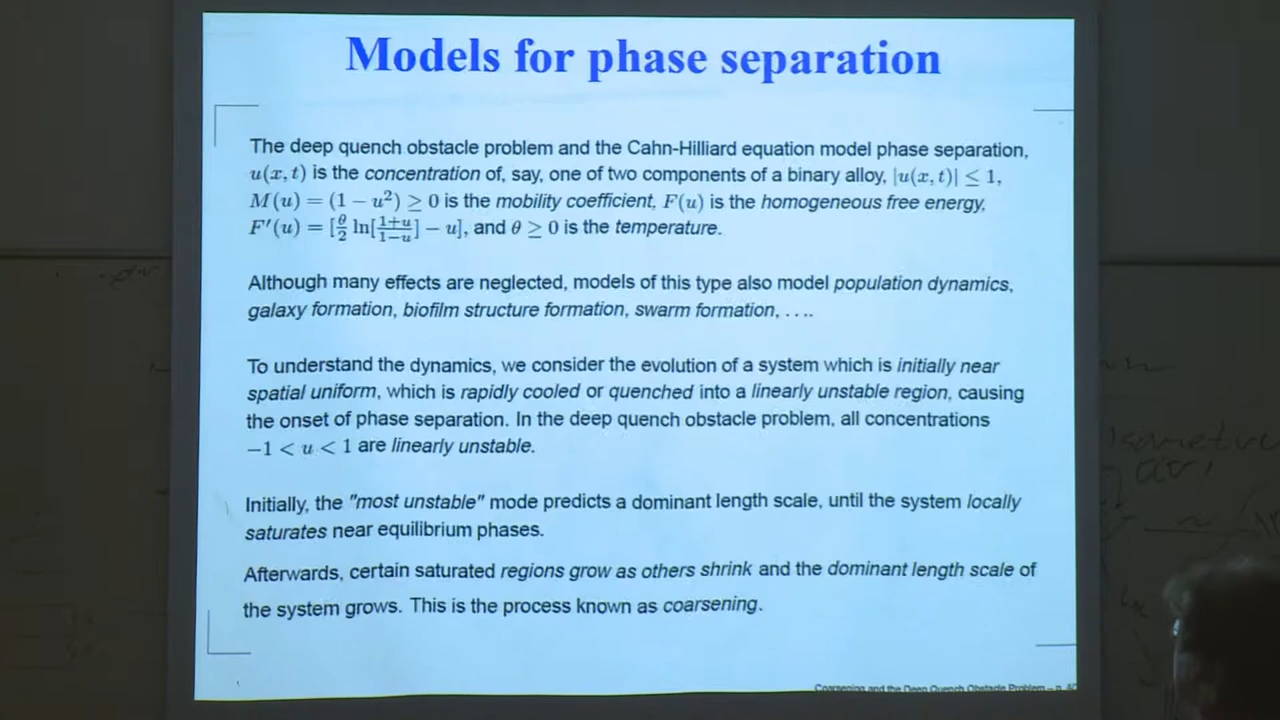 Models for phase separation
The deep quench obstacle problem and the Cahn-Hilliard equation model phase separation,
u(x, t) is the concentration of, say, one of two components of a binary alloy, |u(x, t)| ≤ 1,
M(u) = (1 − u²) ≥ 0 is the mobility coefficient, F(u) is the homogeneous free energy,
F′(u) = [θ/2 ln[1+u/1−u] − u], and θ ≥ 0 is the temperature.
Although many effects are neglected, models of this type also model population dynamics,
galaxy formation, biofilm structure formation, swarm formation, . . . .
To understand the dynamics, we consider the evolution of a system which is initially near
spatial uniform, which is rapidly cooled or quenched into a linearly unstable region, causing
the onset of phase separation. In the deep quench obstacle problem, all concentrations
−1 < u < 1 are linearly unstable.
Initially, the "most unstable" mode predicts a dominant length scale, until the system locally
saturates near equilibrium phases.
Afterwards, certain saturated regions grow as others shrink and the dominant length scale of
the system grows. This is the process known as coarsening.
Coarsening and the Deep Quench Obstacle Problem – p.